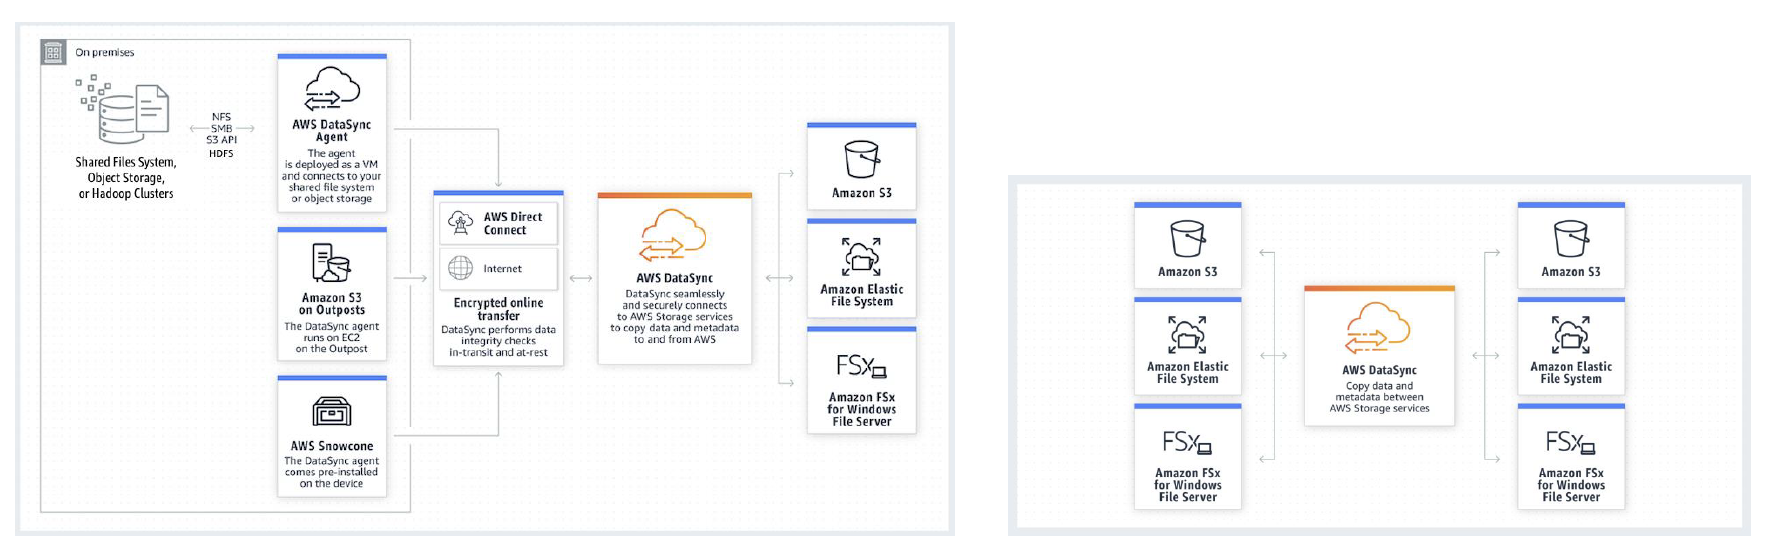 On premises
Shared Files System,
Object Storage,
or Hadoop Clusters
NFS
SMB
S3 API
HDFS
AWS DataSync
Agent
The agent
is deployed as a VM
and connects to your
shared file system
or object storage
Amazon S3
on Outposts
The DataSync agent
runs on EC2
on the Outpost
AWS Snowcone
The DataSync agent
comes pre-installed
on the device
AWS Direct
Connect
Internet
Encrypted online
transfer
DataSync performs data
integrity checks
in-transit and at-rest
AWS DataSync
DataSync seamlessly
and securely connects
to AWS Storage services
to copy data and metadata
to and from AWS
Amazon S3
Amazon Elastic
File System
FSx
Amazon FSx
for Windows
File Server
Amazon S3
Amazon Elastic
File System
FSx
Amazon FSx
for Windows
File Server
AWS DataSync
Copy data and
metadata between
AWS Storage services
Amazon S3
Amazon Elastic
File System
FSx
Amazon FSx
for Windows
File Server